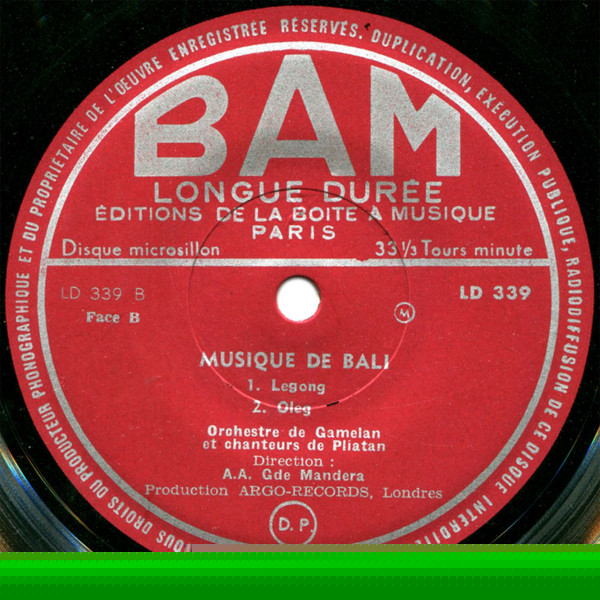 TOUS DROITS DU PRODUCTEUR PHONOGRAPHIQUE ET DU PROPRIÉTAIRE DE L'ŒUVRE ENREGISTRÉE RÉSERVÉS. DUPLICATION, EXÉCUTION PUBLIQUE, RADIODIFFUSION DE CE DISQUE INTERDITE
BAM
LONGUE DURÉE
ÉDITIONS DE LA BOITE A MUSIQUE
PARIS
Disque microsillon 33 1/3 Tours minute
LD 339 B LD 339
Face B M
MUSIQUE DE BALI
1. Legong
2. Oleg
Orchestre de Gamelan
et chanteurs de Pliatan
Direction :
A.A. Gde Mandera
Production ARGO-RECORDS, Londres
D. P.